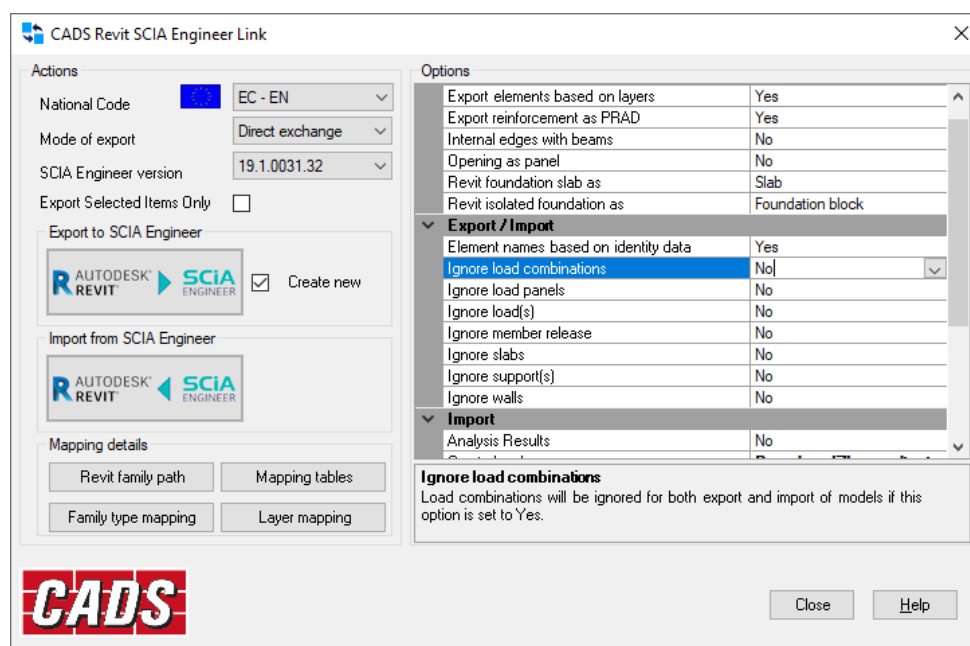 CADS Revit SCIA Engineer Link
Actions
National Code EC - EN
Mode of export Direct exchange
SCIA Engineer version 19.1.0031.32
Export Selected Items Only
Export to SCIA Engineer
R AUTODESK® REVIT® SCiA ENGINEER Create new
Import from SCIA Engineer
R AUTODESK® REVIT® SCiA ENGINEER
Mapping details
Revit family path Mapping tables
Family type mapping Layer mapping
Options
Export elements based on layers Yes
Export reinforcement as PRAD Yes
Internal edges with beams No
Opening as panel No
Revit foundation slab as Slab
Revit isolated foundation as Foundation block
Export / Import
Element names based on identity data Yes
Ignore load combinations No
Ignore load panels No
Ignore load(s) No
Ignore member release No
Ignore slabs No
Ignore support(s) No
Ignore walls No
Import
Analysis Results No
Ignore load combinations
Load combinations will be ignored for both export and import of models if this
option is set to Yes.
CADS
Close Help